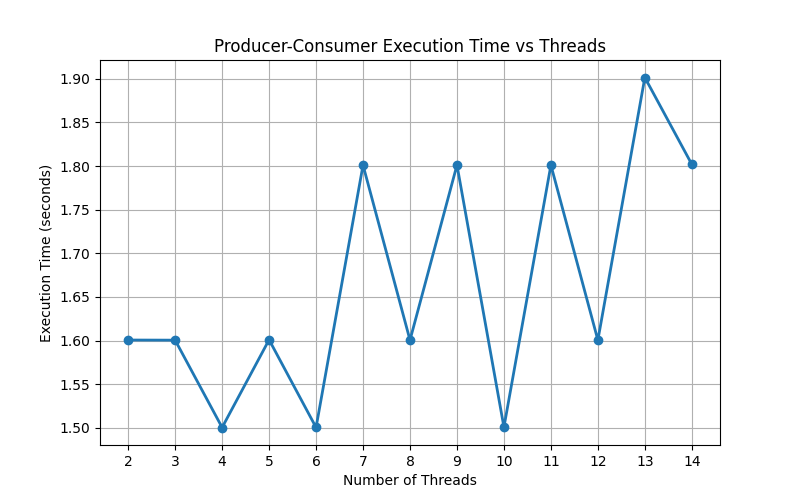 Producer-Consumer Execution Time vs Threads
Execution Time (seconds)
1.90
1.85
1.80
1.75
1.70
1.65
1.60
1.55
1.50
2 3 4 5 6 7 8 9 10 11 12 13 14
Number of Threads